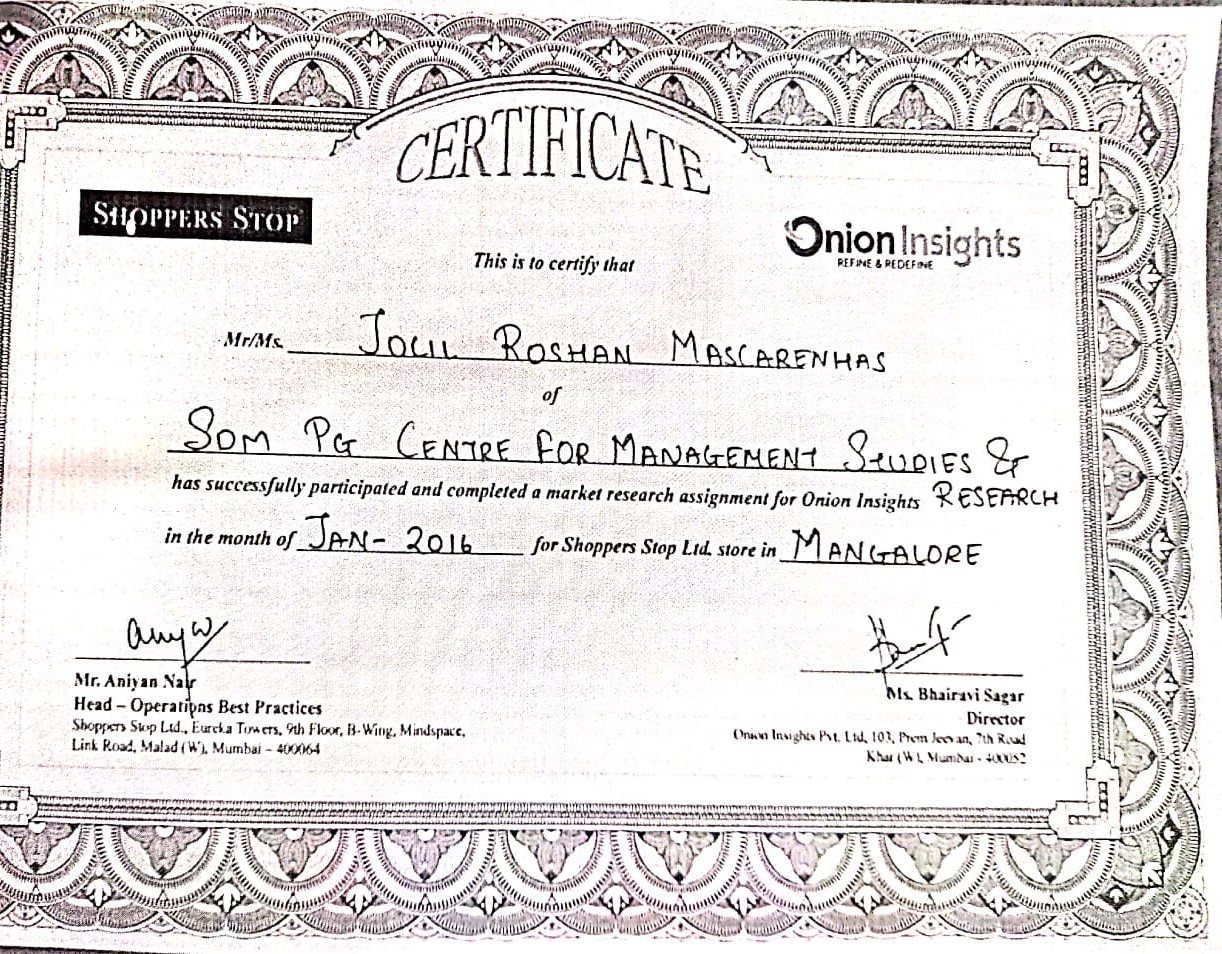 CERTIFICATE
SHOPPERS STOP
Onion Insights
REFINE & REDEFINE
This is to certify that
Mr/Ms. JOLIL ROSHAN MASCARENHAS
of
SDM PG CENTRE FOR MANAGEMENT STUDIES &
has successfully participated and completed a market research assignment for Onion Insights RESEARCH
in the month of JAN- 2016 for Shoppers Stop Ltd. store in MANGALORE
Mr. Aniyan Nair
Head – Operations Best Practices
Shoppers Stop Ltd., Eureka Towers, 9th Floor, B-Wing, Mindspace,
Link Road, Malad (W), Mumbai – 400064
Ms. Bhairavi Sagar
Director
Onion Insights Pvt. Ltd, 103, Prem Jeevan, 7th Road
Khar (W), Mumbai - 400052